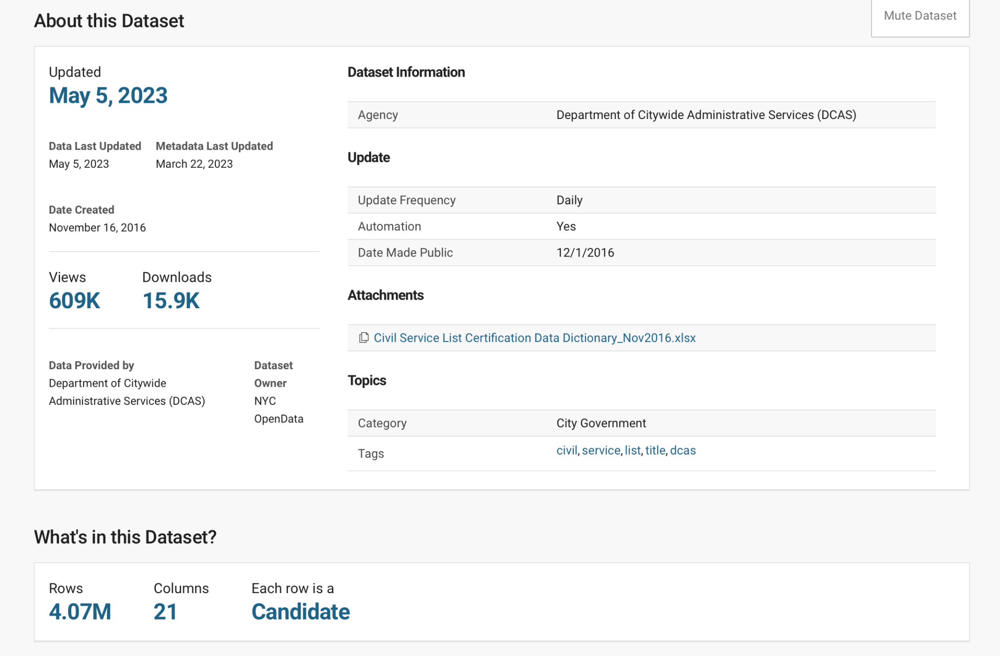 About this Dataset
Mute Dataset
Updated
May 5, 2023
Data Last Updated
May 5, 2023
Metadata Last Updated
March 22, 2023
Date Created
November 16, 2016
Views
609K
Downloads
15.9K
Data Provided by
Department of Citywide
Administrative Services (DCAS)
Dataset
Owner
NYC
OpenData
Dataset Information
Agency Department of Citywide Administrative Services (DCAS)
Update
Update Frequency Daily
Automation Yes
Date Made Public 12/1/2016
Attachments
Civil Service List Certification Data Dictionary_Nov2016.xlsx
Topics
Category City Government
Tags civil, service, list, title, dcas
What's in this Dataset?
Rows
4.07M
Columns
21
Each row is a
Candidate